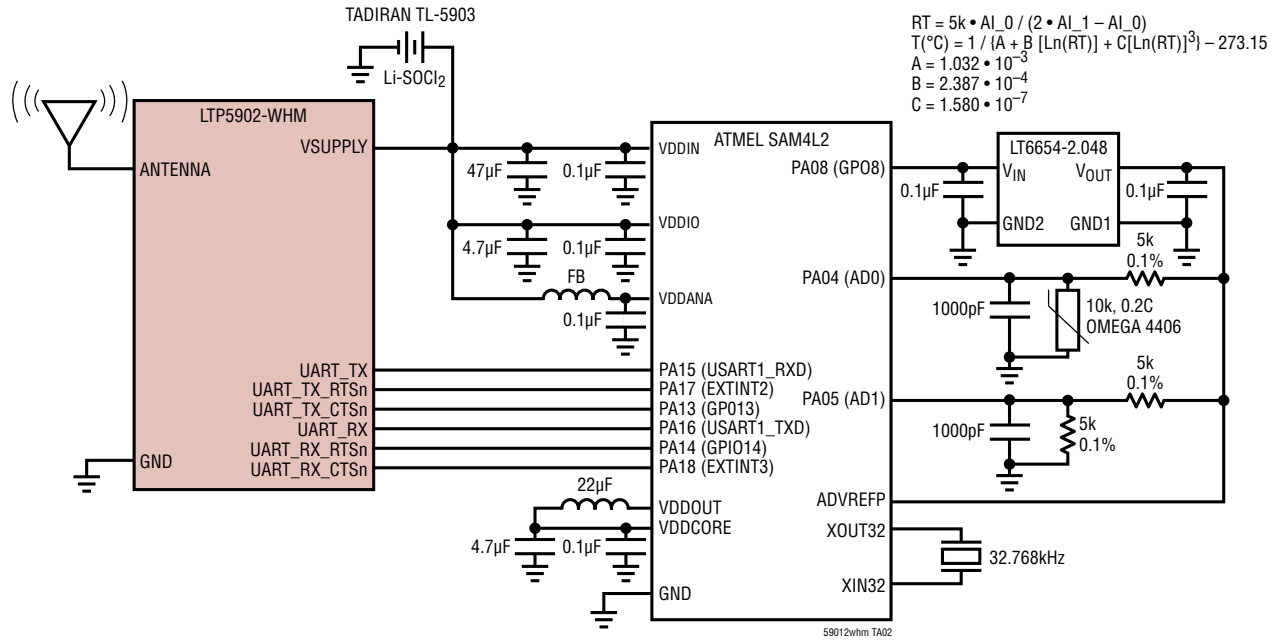 TADIRAN TL-5903
Li-SOCl2
RT = 5k • AI_0 / (2 • AI_1 – AI_0)
T(°C) = 1 / {A + B [Ln(RT)] + C[Ln(RT)]3} – 273.15
A = 1.032 • 10–3
B = 2.387 • 10–4
C = 1.580 • 10–7
LTP5902-WHM
ANTENNA
VSUPPLY
GND
UART_TX
UART_TX_RTSn
UART_TX_CTSn
UART_RX
UART_RX_RTSn
UART_RX_CTSn
47µF
0.1µF
4.7µF
0.1µF
FB
0.1µF
22µF
4.7µF
0.1µF
ATMEL SAM4L2
VDDIN
VDDIO
VDDANA
PA15 (USART1_RXD)
PA17 (EXTINT2)
PA13 (GPO13)
PA16 (USART1_TXD)
PA14 (GPIO14)
PA18 (EXTINT3)
VDDOUT
VDDCORE
GND
PA08 (GPO8)
PA04 (AD0)
PA05 (AD1)
ADVREFP
XOUT32
XIN32
LT6654-2.048
VIN
VOUT
GND2
GND1
0.1µF
0.1µF
5k
0.1%
1000pF
10k, 0.2C
OMEGA 4406
5k
0.1%
1000pF
5k
0.1%
32.768kHz
59012whm TA02